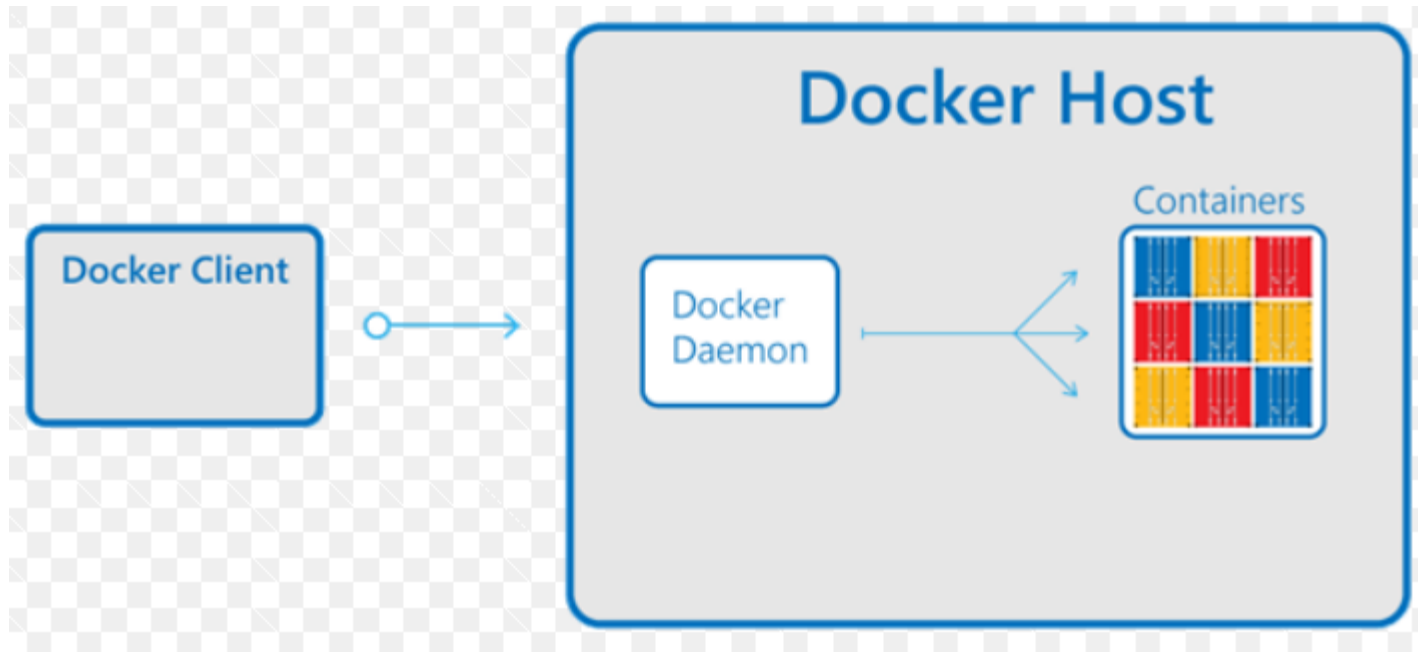 Docker Host
Containers
Docker Client
Docker
Daemon